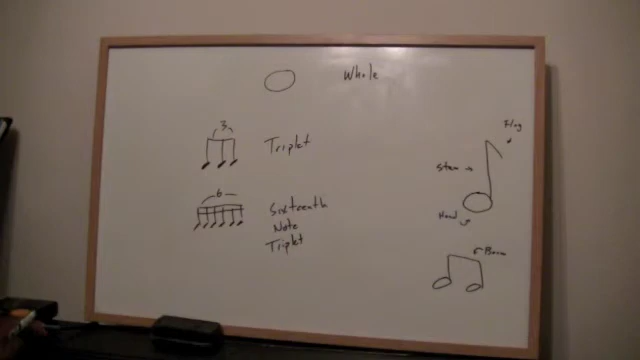 Whole
3
Triplet
6
Sixteenth
Note
Triplet
Flag
Stem
Head
Beam